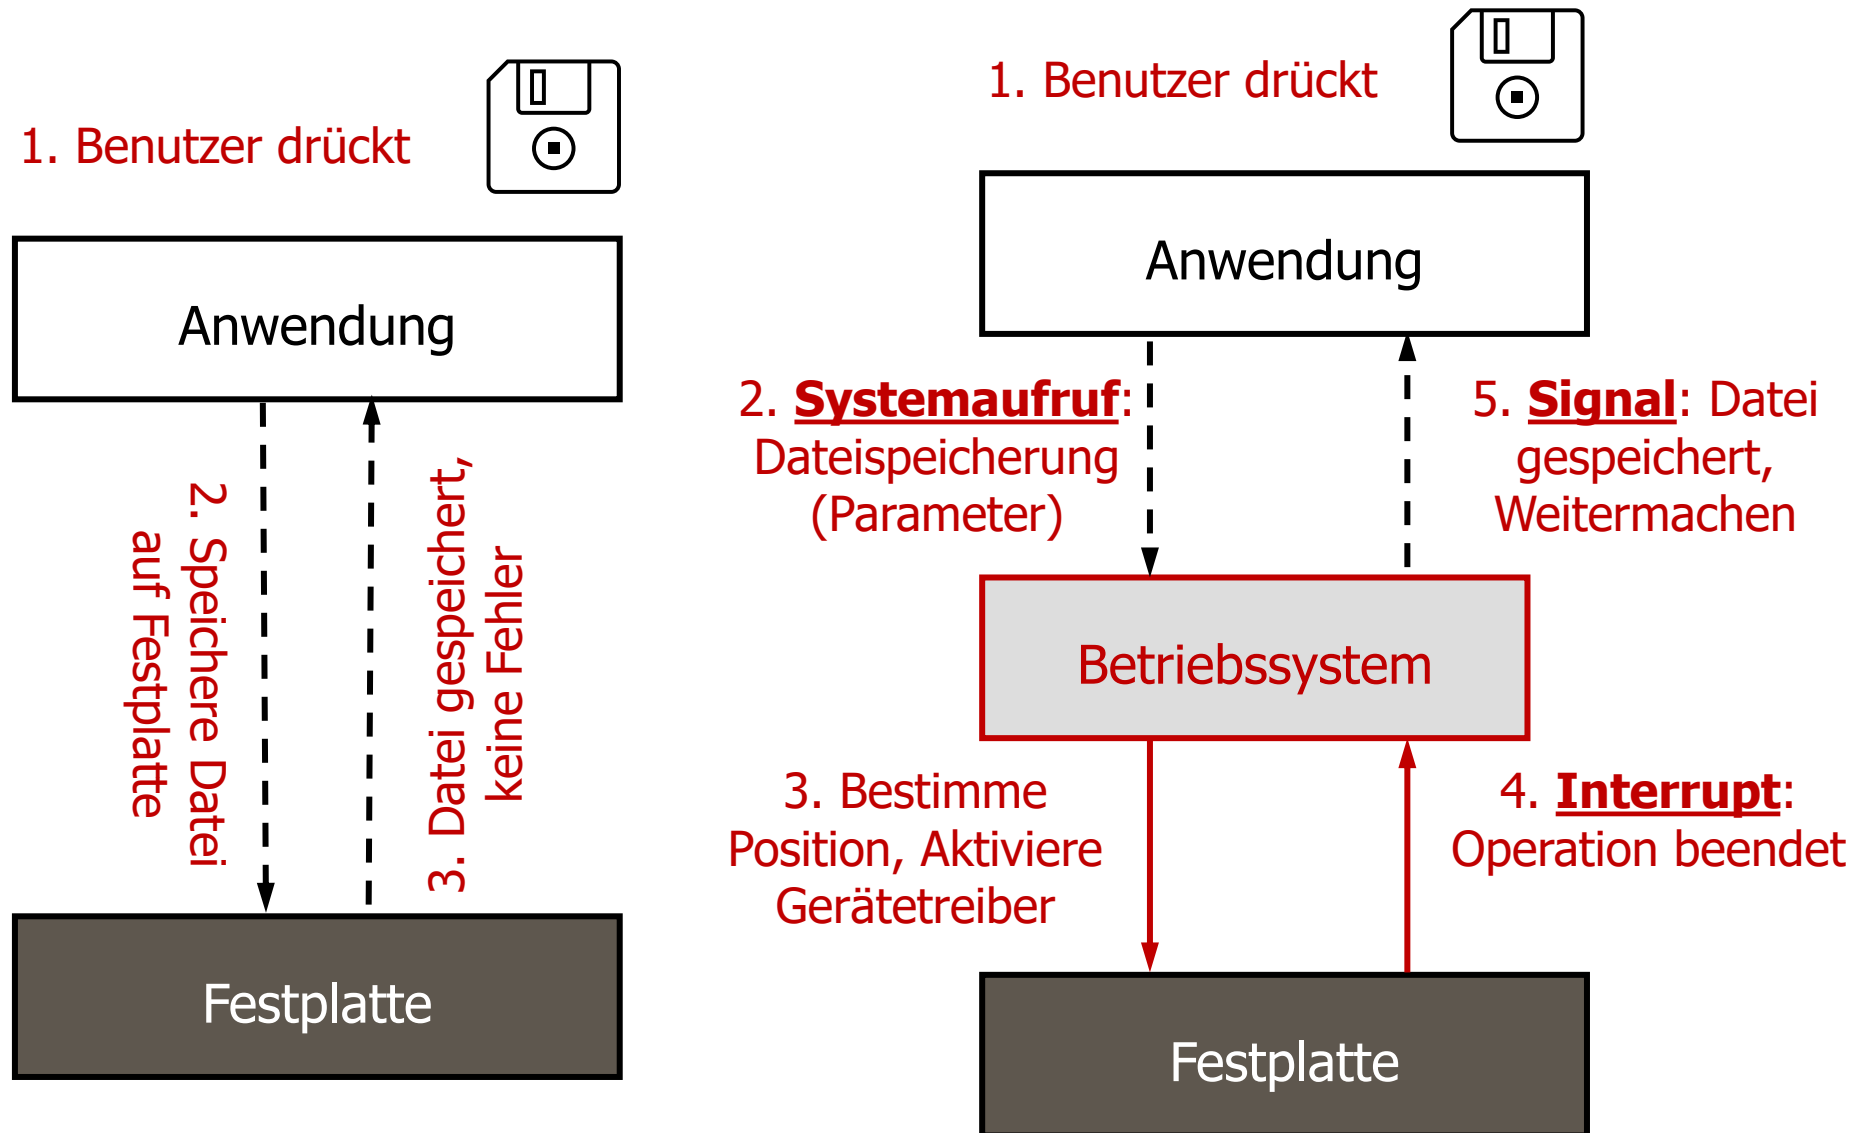 1. Benutzer drückt
Anwendung
2. Speichere Datei
auf Festplatte
3. Datei gespeichert,
keine Fehler
Festplatte
1. Benutzer drückt
Anwendung
2. Systemaufruf:
Dateispeicherung
(Parameter)
5. Signal: Datei
gespeichert,
Weitermachen
Betriebssystem
3. Bestimme
Position, Aktiviere
Gerätetreiber
4. Interrupt:
Operation beendet
Festplatte